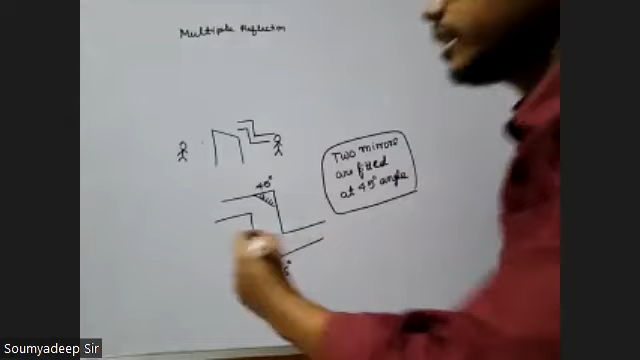 Multiple Reflection
Two mirrors
are fitted
at 45° angle
45°
Soumyadeep Sir